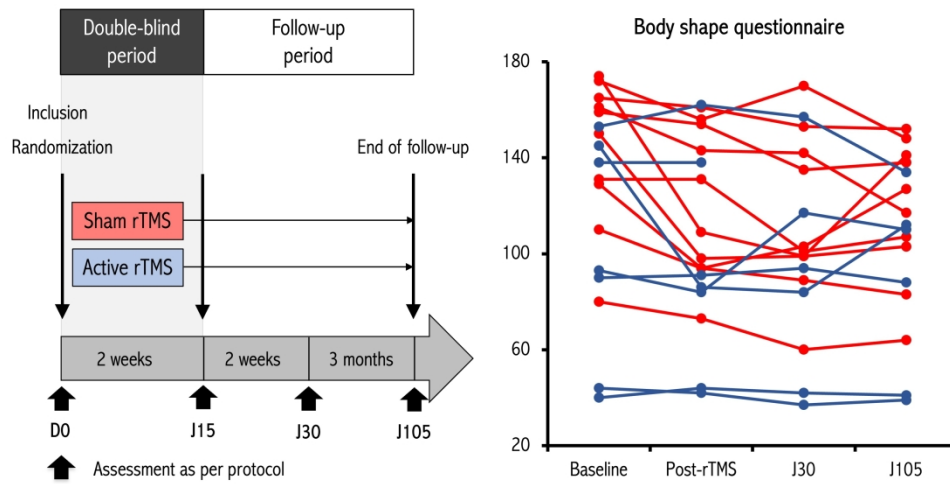 Double-blind
period
Follow-up
period
Inclusion
Randomization
End of follow-up
Sham rTMS
Active rTMS
2 weeks
2 weeks
3 months
D0
J15
J30
J105
Assessment as per protocol
Body shape questionnaire
180
140
100
60
20
Baseline
Post-rTMS
J30
J105